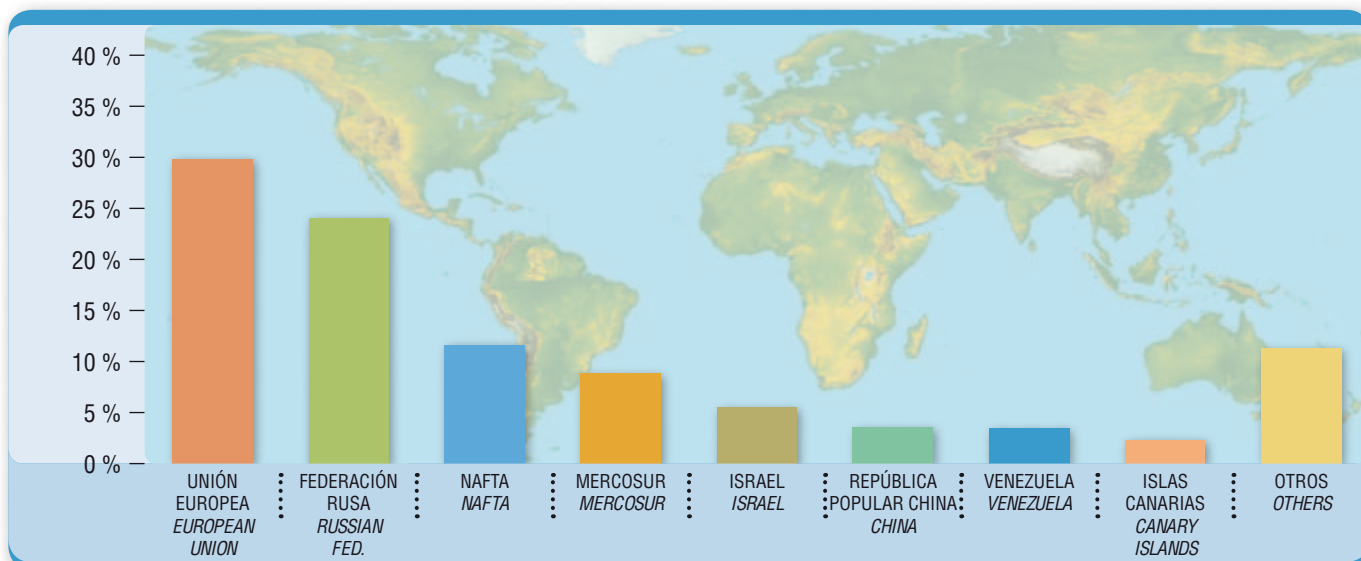 40 %
35 %
30 %
25 %
20 %
15 %
10 %
5 %
0 %
UNIÓN
EUROPEA
EUROPEAN
UNION
FEDERACIÓN
RUSA
RUSSIAN
FED.
NAFTA
NAFTA
MERCOSUR
MERCOSUR
ISRAEL
ISRAEL
REPÚBLICA
POPULAR CHINA
CHINA
VENEZUELA
VENEZUELA
ISLAS
CANARIAS
CANARY
ISLANDS
OTROS
OTHERS